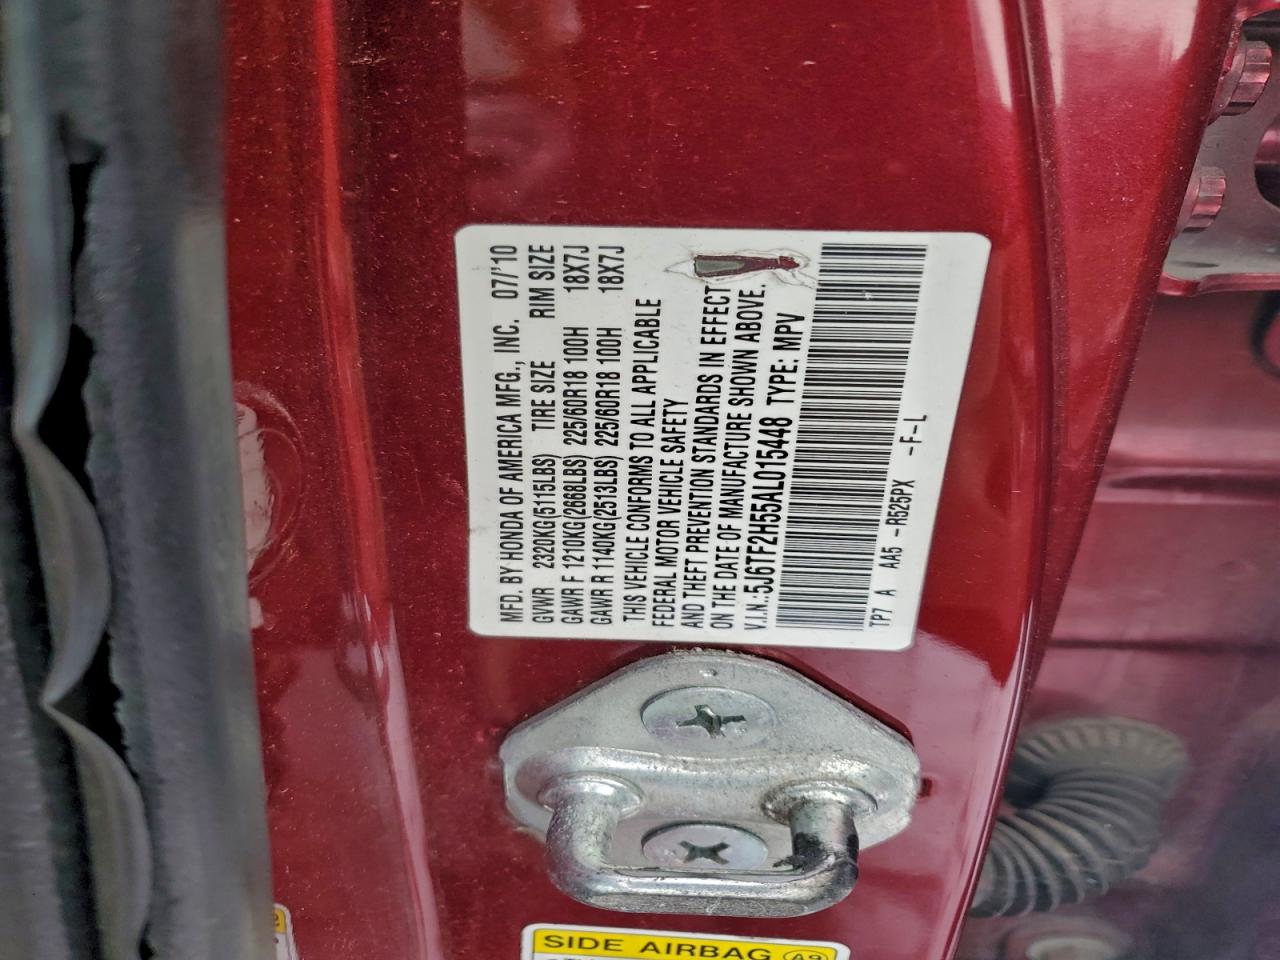 MFD. BY HONDA OF AMERICA MFG., INC. 07/'10
GVWR 2320KG(5115LBS) TIRE SIZE RIM SIZE
GAWR F 1210KG(2668LBS) 225/60R18 100H 18X7J
GAWR R 1140KG(2513LBS) 225/60R18 100H 18X7J
THIS VEHICLE CONFORMS TO ALL APPLICABLE
FEDERAL MOTOR VEHICLE SAFETY
AND THEFT PREVENTION STANDARDS IN EFFECT
ON THE DATE OF MANUFACTURE SHOWN ABOVE.
V.I.N.:5J6TF2H55AL015448 TYPE: MPV
TP7 A AA5 -R525PX -F-L
SIDE AIRBAG A9